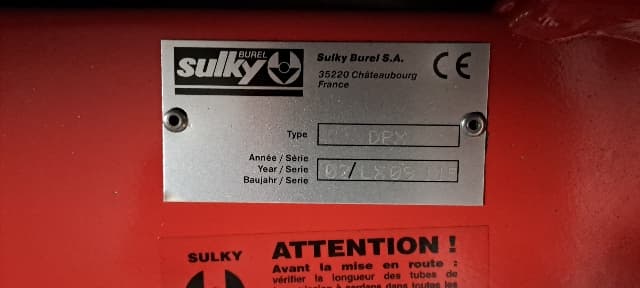 BUREL
sulky
Sulky Burel S.A.
35220 Châteaubourg
France
CE
Type DPX
Année / Série
Year / Serie
Baujahr / Serie
SULKY
ATTENTION !
Avant la mise en route :
vérifier la longueur des tubes de